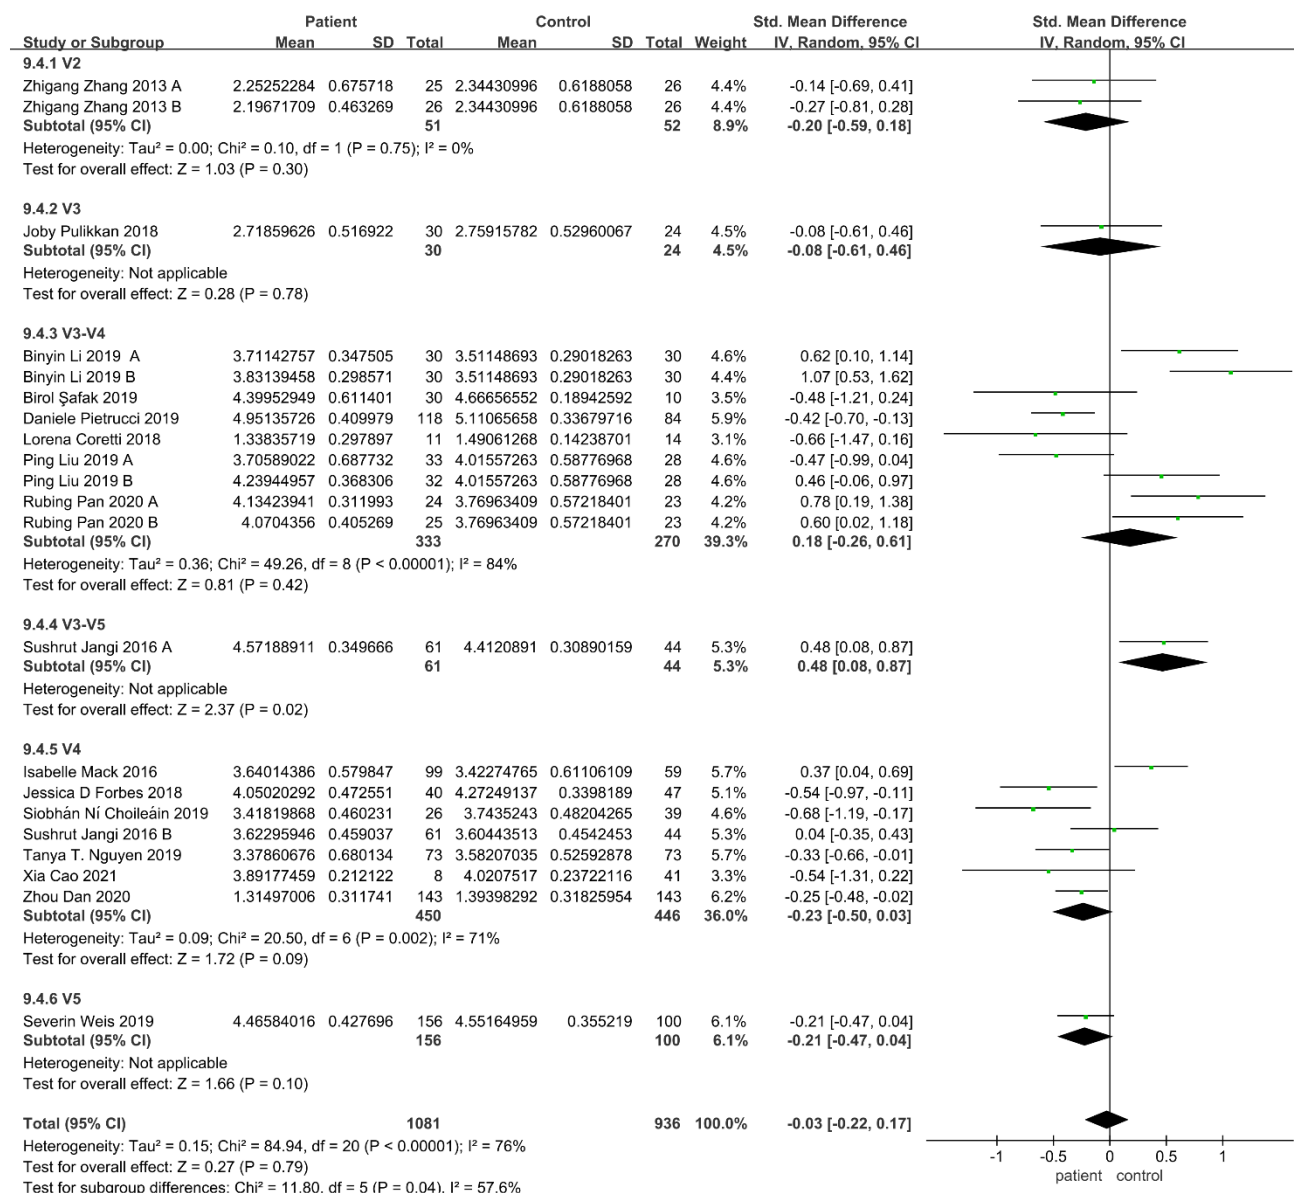 Patient Control Std. Mean Difference Std. Mean Difference
Study or Subgroup Mean SD Total Mean SD Total Weight IV, Random, 95% CI IV, Random, 95% CI
9.4.1 V2
Zhigang Zhang 2013 A 2.25252284 0.675718 25 2.34430996 0.6188058 26 4.4% -0.14 [-0.69, 0.41]
Zhigang Zhang 2013 B 2.19671709 0.463269 26 2.34430996 0.6188058 26 4.4% -0.27 [-0.81, 0.28]
Subtotal (95% CI) 51 52 8.9% -0.20 [-0.59, 0.18]
Heterogeneity: Tau² = 0.00; Chi² = 0.10, df = 1 (P = 0.75); I² = 0%
Test for overall effect: Z = 1.03 (P = 0.30)
9.4.2 V3
Joby Pulikkan 2018 2.71859626 0.516922 30 2.75915782 0.52960067 24 4.5% -0.08 [-0.61, 0.46]
Subtotal (95% CI) 30 24 4.5% -0.08 [-0.61, 0.46]
Heterogeneity: Not applicable
Test for overall effect: Z = 0.28 (P = 0.78)
9.4.3 V3-V4
Binyin Li 2019 A 3.71142757 0.347505 30 3.51148693 0.29018263 30 4.6% 0.62 [0.10, 1.14]
Binyin Li 2019 B 3.83139458 0.298571 30 3.51148693 0.29018263 30 4.4% 1.07 [0.53, 1.62]
Birol Şafak 2019 4.39952949 0.611401 30 4.66656552 0.18942592 10 3.5% -0.48 [-1.21, 0.24]
Daniele Pietrucci 2019 4.95135726 0.409979 118 5.11065658 0.33679716 84 5.9% -0.42 [-0.70, -0.13]
Lorena Coretti 2018 1.33835719 0.297897 11 1.49061268 0.14238701 14 3.1% -0.66 [-1.47, 0.16]
Ping Liu 2019 A 3.70589022 0.687732 33 4.01557263 0.58776968 28 4.6% -0.47 [-0.99, 0.04]
Ping Liu 2019 B 4.23944957 0.368306 32 4.01557263 0.58776968 28 4.6% 0.46 [-0.06, 0.97]
Rubing Pan 2020 A 4.13423941 0.311993 24 3.76963409 0.57218401 23 4.2% 0.78 [0.19, 1.38]
Rubing Pan 2020 B 4.0704356 0.405269 25 3.76963409 0.57218401 23 4.2% 0.60 [0.02, 1.18]
Subtotal (95% CI) 333 270 39.3% 0.18 [-0.26, 0.61]
Heterogeneity: Tau² = 0.36; Chi² = 49.26, df = 8 (P < 0.00001); I² = 84%
Test for overall effect: Z = 0.81 (P = 0.42)
9.4.4 V3-V5
Sushrut Jangi 2016 A 4.57188911 0.349666 61 4.4120891 0.30890159 44 5.3% 0.48 [0.08, 0.87]
Subtotal (95% CI) 61 44 5.3% 0.48 [0.08, 0.87]
Heterogeneity: Not applicable
Test for overall effect: Z = 2.37 (P = 0.02)
9.4.5 V4
Isabelle Mack 2016 3.64014386 0.579847 99 3.42274765 0.61106109 59 5.7% 0.37 [0.04, 0.69]
Jessica D Forbes 2018 4.05020292 0.472551 40 4.27249137 0.3398189 47 5.1% -0.54 [-0.97, -0.11]
Siobhán Ní Choileáin 2019 3.41819868 0.460231 26 3.7435243 0.48204265 39 4.6% -0.68 [-1.19, -0.17]
Sushrut Jangi 2016 B 3.62295946 0.459037 61 3.60443513 0.4542453 44 5.3% 0.04 [-0.35, 0.43]
Tanya T. Nguyen 2019 3.37860676 0.680134 73 3.58207035 0.52592878 73 5.7% -0.33 [-0.66, -0.01]
Xia Cao 2021 3.89177459 0.212122 8 4.0207517 0.23722116 41 3.3% -0.54 [-1.31, 0.22]
Zhou Dan 2020 1.31497006 0.311741 143 1.39398292 0.31825954 143 6.2% -0.25 [-0.48, -0.02]
Subtotal (95% CI) 450 446 36.0% -0.23 [-0.50, 0.03]
Heterogeneity: Tau² = 0.09; Chi² = 20.50, df = 6 (P = 0.002); I² = 71%
Test for overall effect: Z = 1.72 (P = 0.09)
9.4.6 V5
Severin Weis 2019 4.46584016 0.427696 156 4.55164959 0.355219 100 6.1% -0.21 [-0.47, 0.04]
Subtotal (95% CI) 156 100 6.1% -0.21 [-0.47, 0.04]
Heterogeneity: Not applicable
Test for overall effect: Z = 1.66 (P = 0.10)
Total (95% CI) 1081 936 100.0% -0.03 [-0.22, 0.17]
Heterogeneity: Tau² = 0.15; Chi² = 84.94, df = 20 (P < 0.00001); I² = 76%
Test for overall effect: Z = 0.27 (P = 0.79)
Test for subgroup differences: Chi² = 11.80, df = 5 (P = 0.04), I² = 57.6%
-1 -0.5 0 0.5 1
patient control